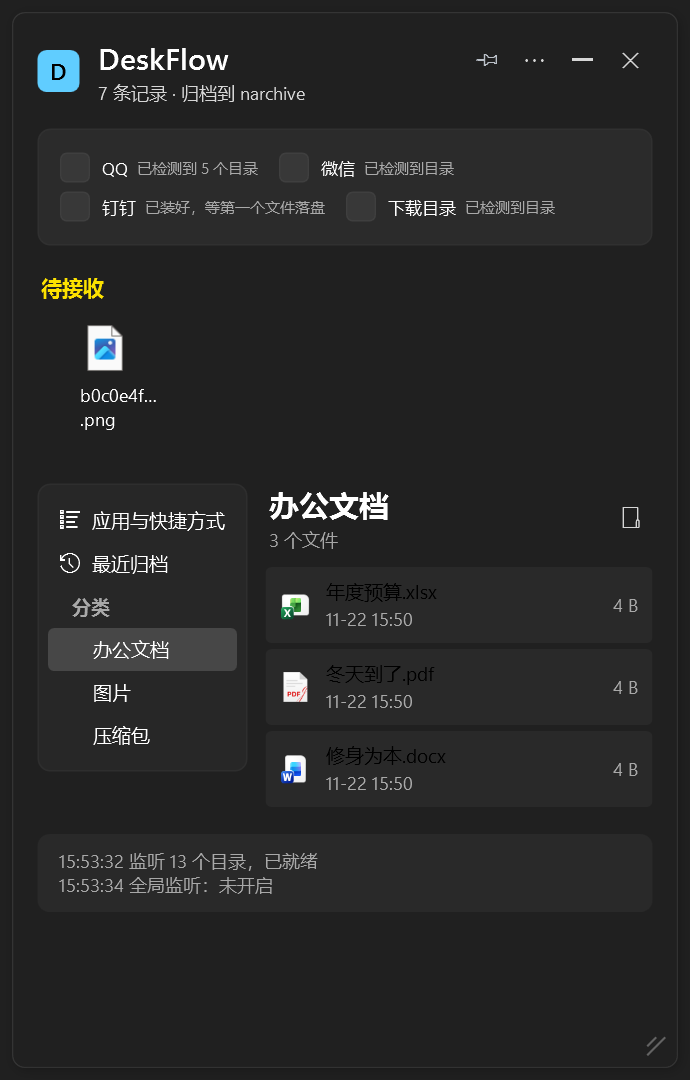 D
DeskFlow
7 条记录 · 归档到 narchive
QQ 已检测到 5 个目录 微信 已检测到目录
钉钉 已装好，等第一个文件落盘 下载目录 已检测到目录
待接收
b0c0e4f...
.png
应用与快捷方式
最近归档
分类
办公文档
图片
压缩包
办公文档
3 个文件
年度预算.xlsx
11-22 15:50
4 B
冬天到了.pdf
11-22 15:50
4 B
修身为本.docx
11-22 15:50
4 B
15:53:32 监听 13 个目录，已就绪
15:53:34 全局监听：未开启